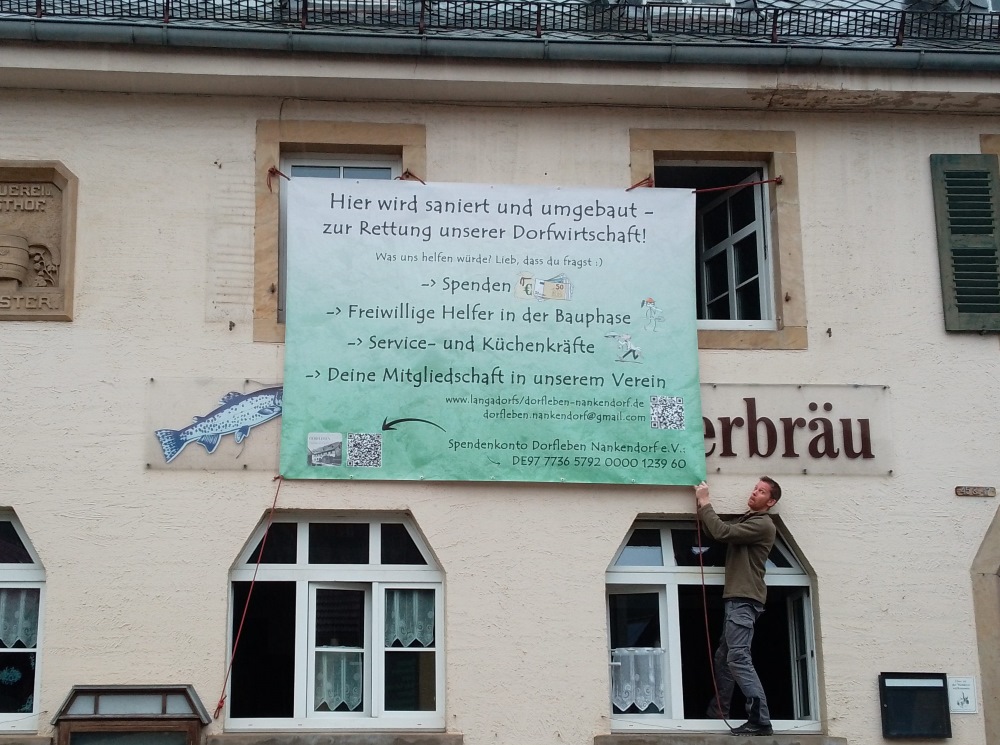 UEREI
STHOF
STER
Hier wird saniert und umgebaut -
zur Rettung unserer Dorfwirtschaft!
Was uns helfen würde? Lieb, dass du fragst :)
-> Spenden
-> Freiwillige Helfer in der Bauphase
-> Service- und Küchenkräfte
-> Deine Mitgliedschaft in unserem Verein
www.langadorfs/dorfleben-nankendorf.de
dorfleben.nankendorf@gmail.com
Spendenkonto Dorfleben Nankendorf e.V.:
DE97 7736 5792 0000 1239 60
erbräu